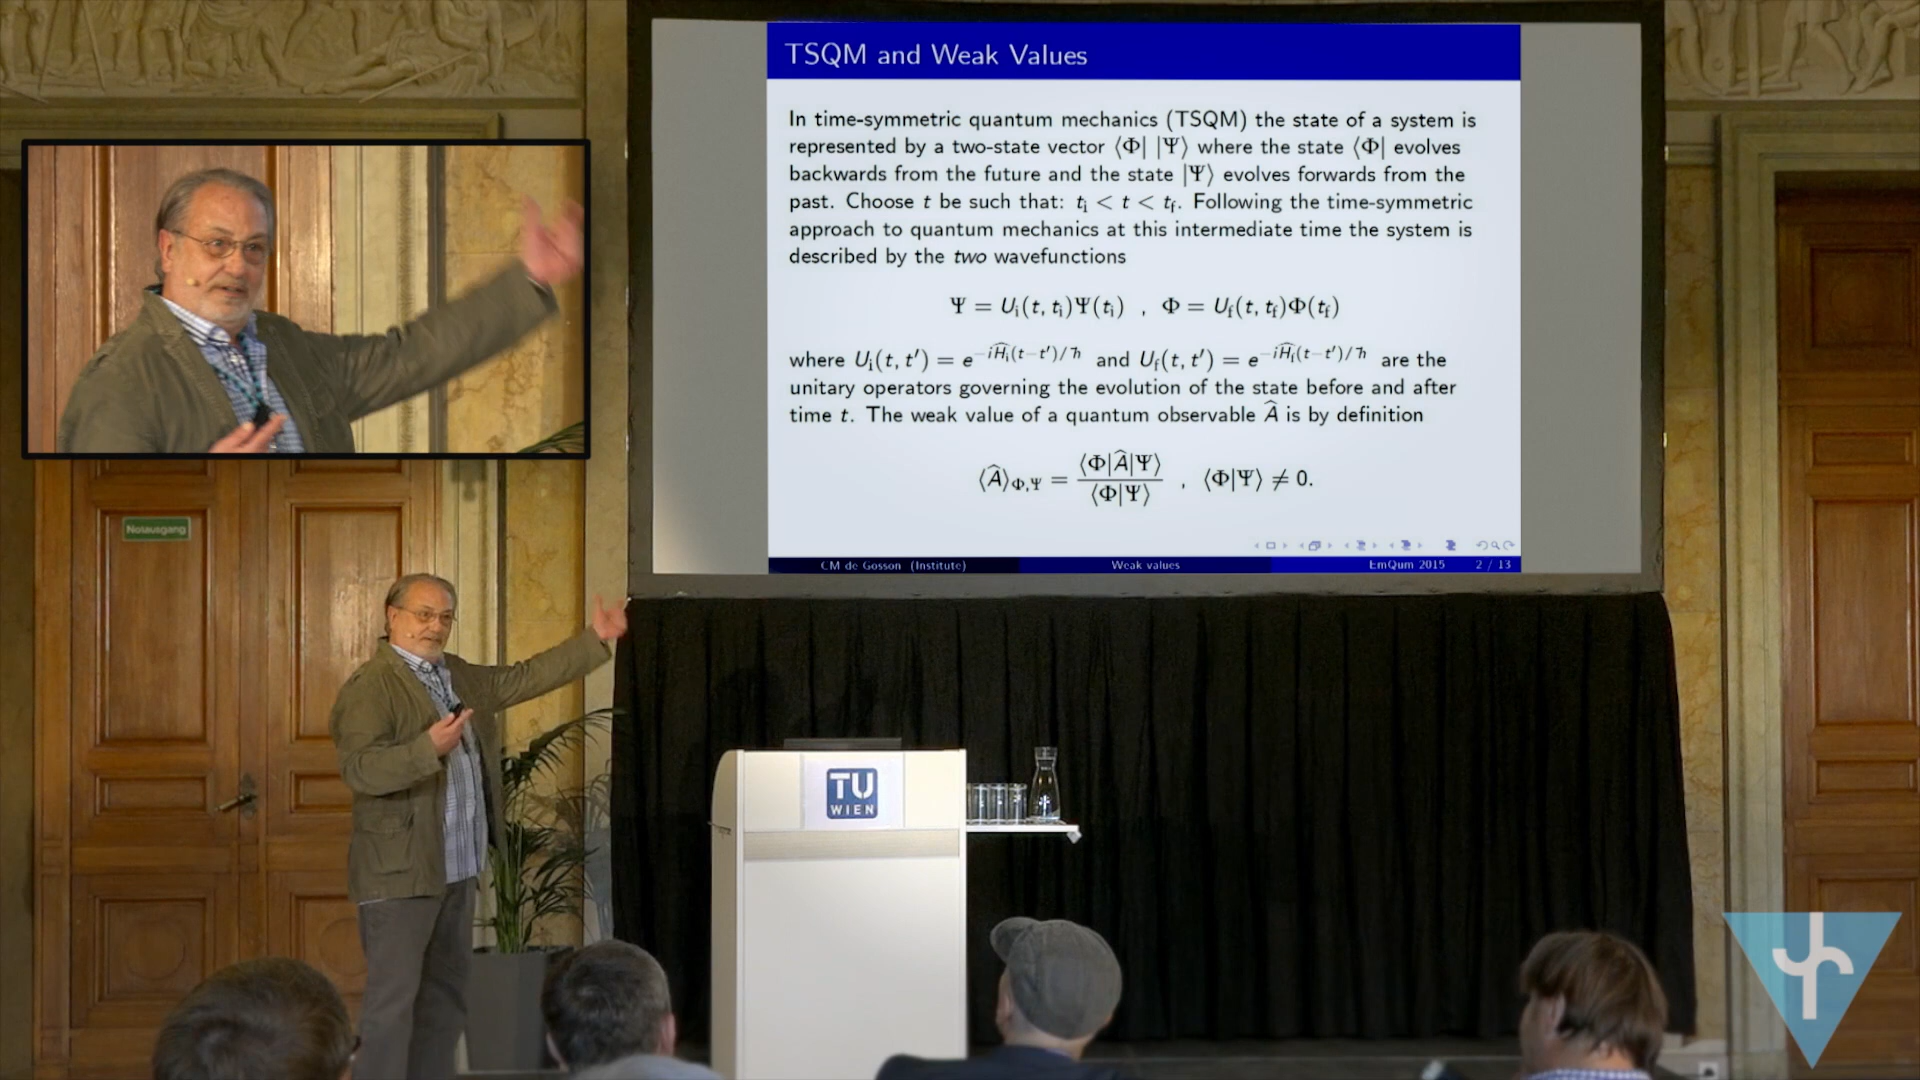 TSQM and Weak Values
In time-symmetric quantum mechanics (TSQM) the state of a system is
represented by a two-state vector ⟨Φ| |Ψ⟩ where the state ⟨Φ| evolves
backwards from the future and the state |Ψ⟩ evolves forwards from the
past. Choose t be such that: tᵢ < t < t_f. Following the time-symmetric
approach to quantum mechanics at this intermediate time the system is
described by the two wavefunctions
Ψ = Uᵢ(t, tᵢ)Ψ(tᵢ) , Φ = U_f(t, t_f)Φ(t_f)
where Uᵢ(t, t′) = e^{−iĤᵢ(t−t′)/ħ} and U_f(t, t′) = e^{−iĤᵢ(t−t′)/ħ} are the
unitary operators governing the evolution of the state before and after
time t. The weak value of a quantum observable Â is by definition
⟨Â⟩_{Φ,Ψ} = ⟨Φ|Â|Ψ⟩ / ⟨Φ|Ψ⟩ , ⟨Φ|Ψ⟩ ≠ 0.
CM de Gosson (Institute) Weak values EmQum 2015 2 / 13
Notausgang
TU
WIEN